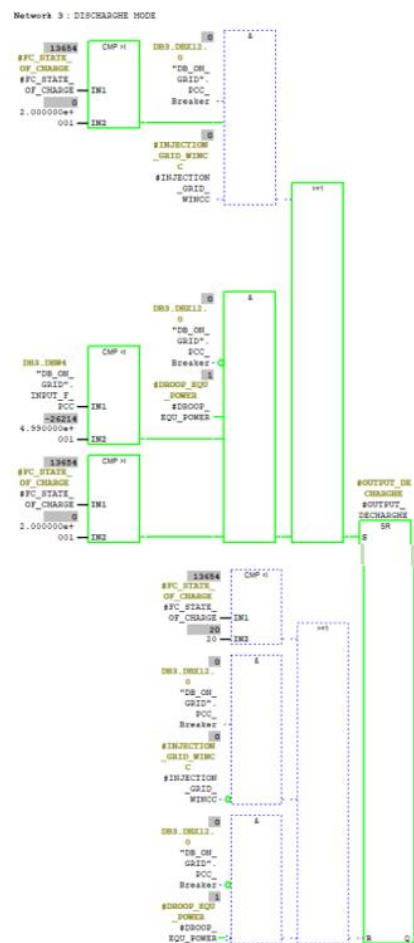 Network 3 : DISCHARGHE MODE
13654
#FC_STATE_
OF_CHARGE
#FC_STATE_
OF_CHARGE
IN1
0
2.000000e+
001
IN2
CMP >I
0
DB3.DBX12.
0
"DB_ON_
GRID".
PCC_
Breaker
0
#INJECTION
_GRID_WINC
C
#INJECTION
_GRID_
WINCC
&
DB3.DBW4
"DB_ON_
GRID".
INPUT_F_
PCC
IN1
-26214
4.990000e+
001
IN2
CMP <I
0
DB3.DBX12.
0
"DB_ON_
GRID".
PCC_
Breaker
1
#DROOP_EQU
_POWER
#DROOP_
EQU_POWER
&
13654
#FC_STATE_
OF_CHARGE
#FC_STATE_
OF_CHARGE
IN1
0
2.000000e+
001
IN2
CMP >I
>=1
#OUTPUT_DE
CHARGHE
#OUTPUT_
DECHARGHE
SR
S
13654
#FC_STATE_
OF_CHARGE
#FC_STATE_
OF_CHARGE
IN1
20
20
IN2
CMP <I
0
DB3.DBX12.
0
"DB_ON_
GRID".
PCC_
Breaker
0
#INJECTION
_GRID_WINC
C
#INJECTION
_GRID_
WINCC
&
0
DB3.DBX12.
0
"DB_ON_
GRID".
PCC_
Breaker
1
#DROOP_EQU
_POWER
#DROOP_
EQU_POWER
&
>=1
R
Q